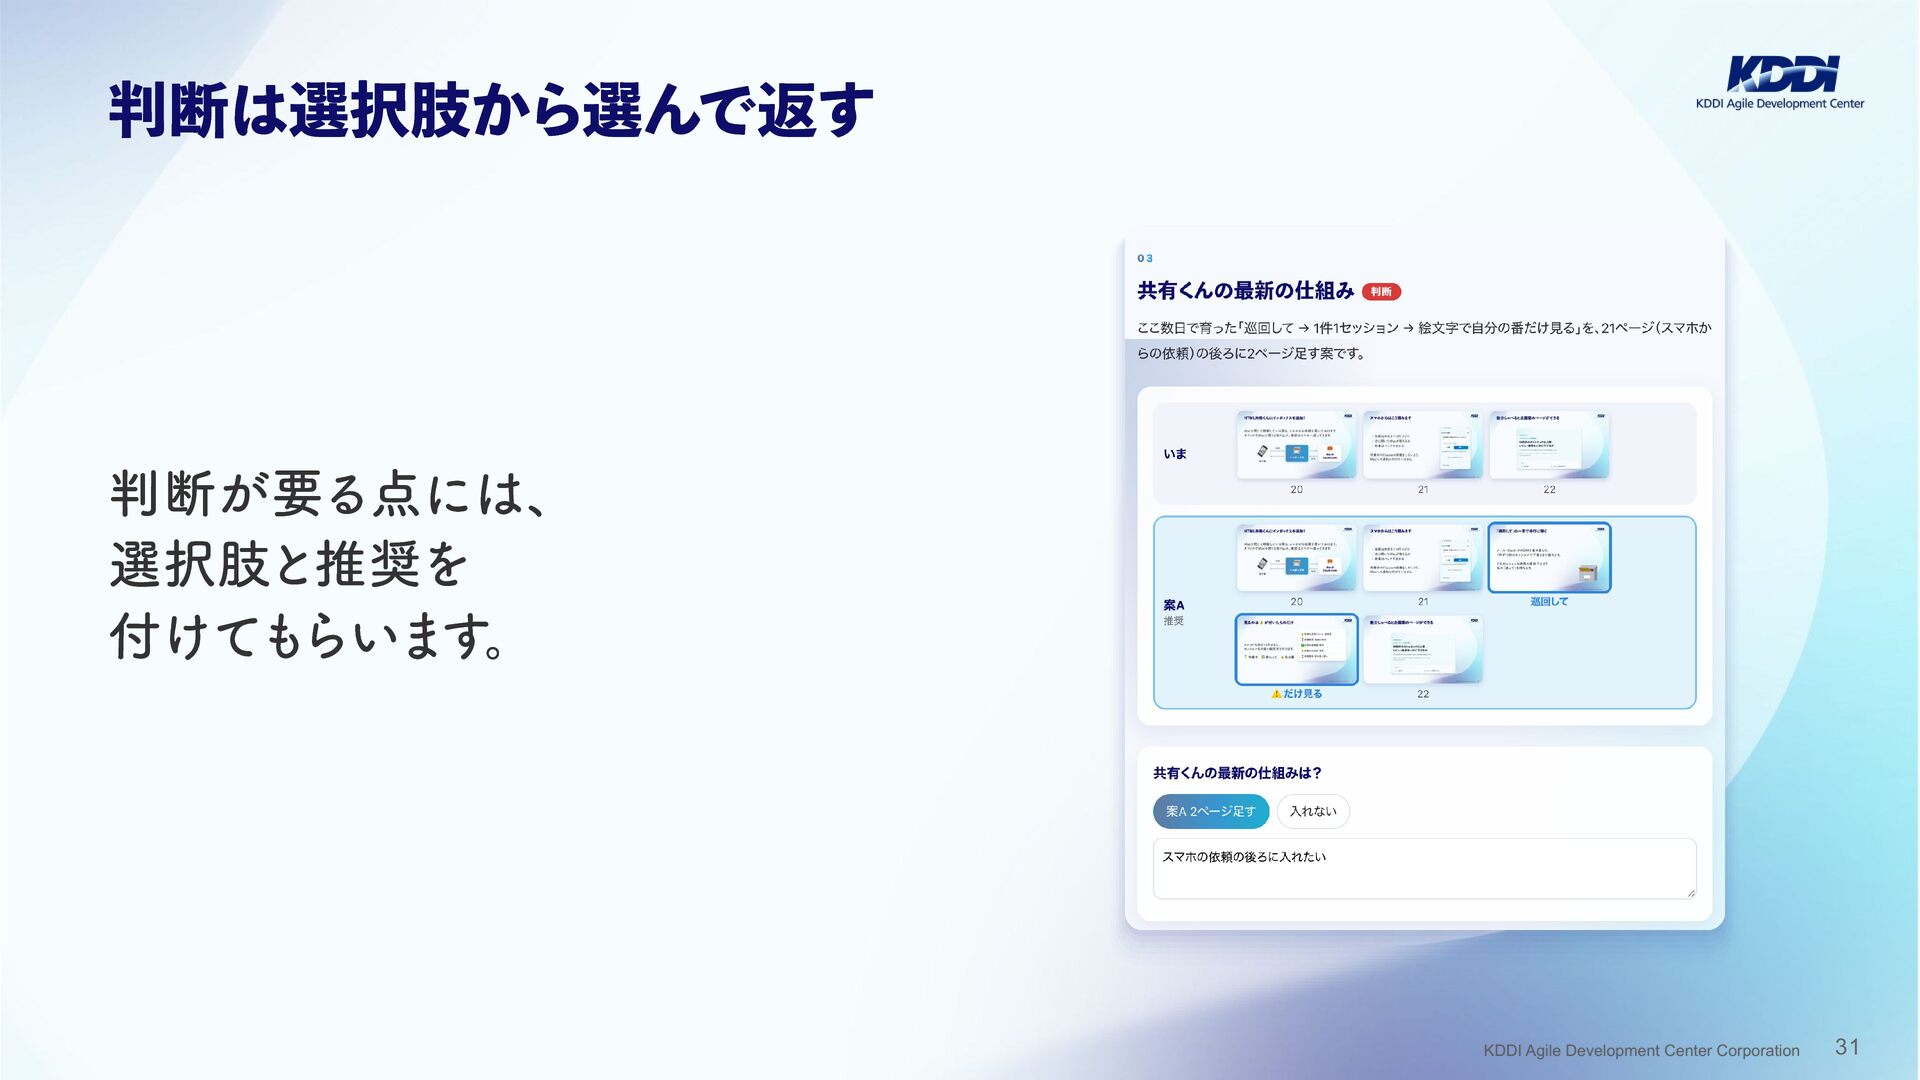 判断は選択肢から選んで返す
KDDI
KDDI Agile Development Center
判断が要る点には、
選択肢と推奨を
付けてもらいます。
03
共有くんの最新の仕組み 判断
ここ数日で育った「巡回して → 1件1セッション → 絵文字で自分の番だけ見る」を、21ページ（スマホか
らの依頼）の後ろに2ページ足す案です。
いま
20
21
22
案A
推奨
20
21
巡回して
⚠️だけ見る
22
共有くんの最新の仕組みは？
案A 2ページ足す
入れない
スマホの依頼の後ろに入れたい
KDDI Agile Development Center Corporation
31